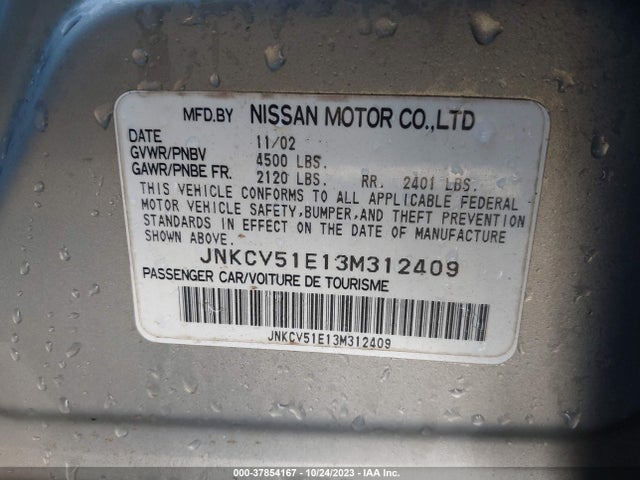 MFD.BY NISSAN MOTOR CO.,LTD
DATE 11/02
GVWR/PNBV 4500 LBS.
GAWR/PNBE FR. 2120 LBS. RR. 2401 LBS.
THIS VEHICLE CONFORMS TO ALL APPLICABLE FEDERAL
MOTOR VEHICLE SAFETY,BUMPER,AND THEFT PREVENTION
STANDARDS IN EFFECT ON THE DATE OF MANUFACTURE
SHOWN ABOVE.
JNKCV51E13M312409
PASSENGER CAR/VOITURE DE TOURISME
JNKCV51E13M312409
000-37854167 - 10/24/2023 - IAA Inc.